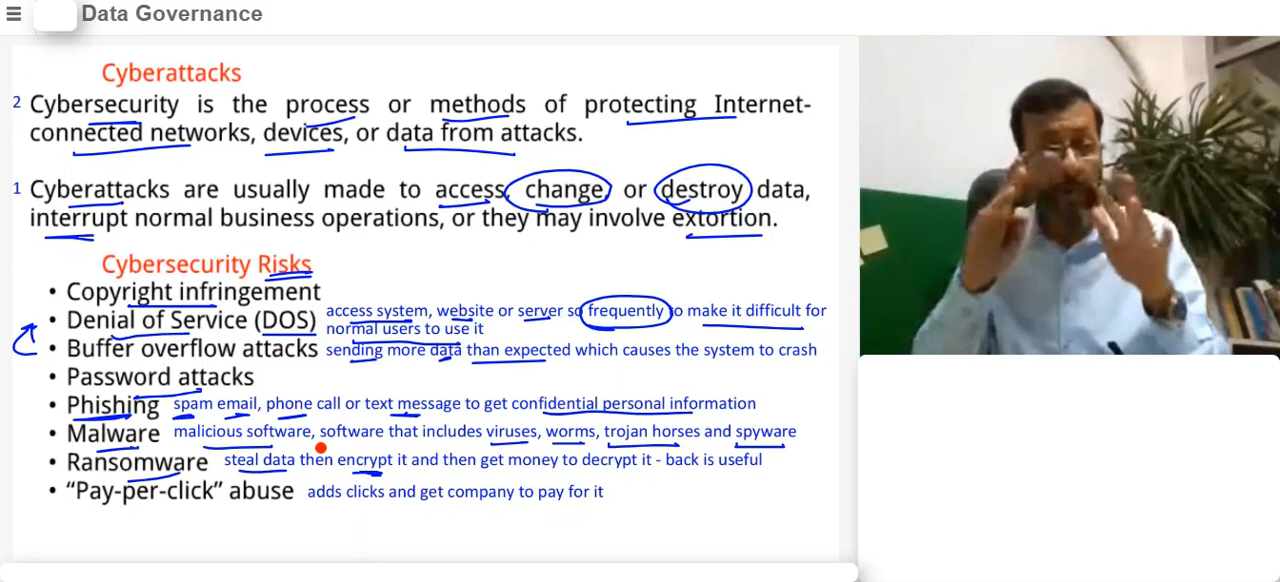 Data Governance
Cyberattacks
2 Cybersecurity is the process or methods of protecting Internet-
connected networks, devices, or data from attacks.
1 Cyberattacks are usually made to access, change, or destroy data,
interrupt normal business operations, or they may involve extortion.
Cybersecurity Risks
• Copyright infringement
• Denial of Service (DOS) access system, website or server so frequently to make it difficult for
normal users to use it
• Buffer overflow attacks sending more data than expected which causes the system to crash
• Password attacks
• Phishing spam email, phone call or text message to get confidential personal information
• Malware malicious software, software that includes viruses, worms, trojan horses and spyware
• Ransomware steal data then encrypt it and then get money to decrypt it - back is useful
• “Pay-per-click” abuse adds clicks and get company to pay for it